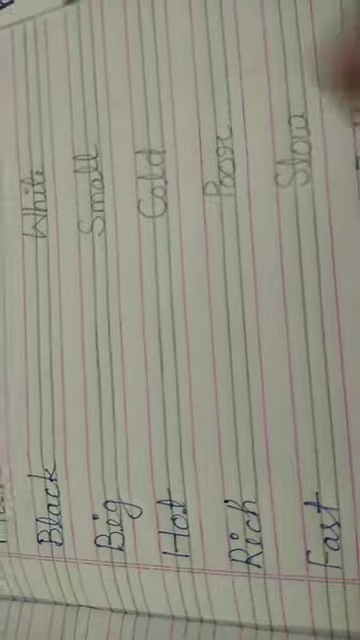 Black White
Big Small
Hot Cold
Rich Poor
Fast Slow